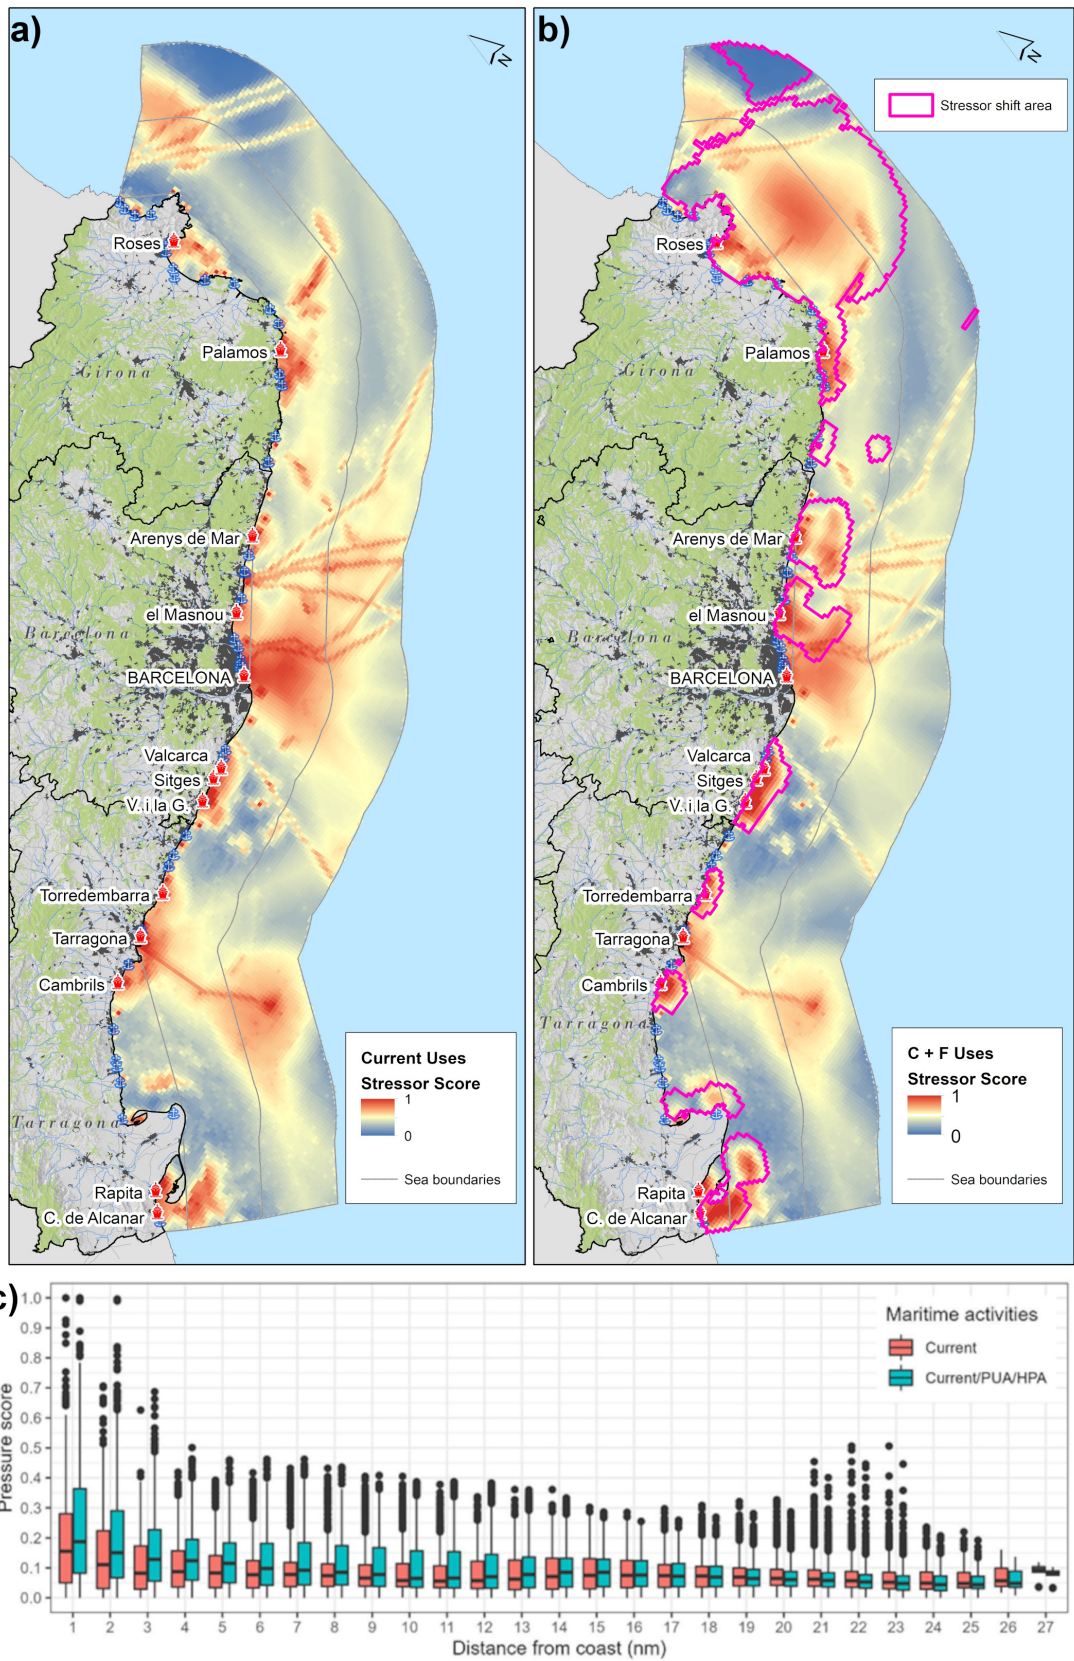 a)
N
Roses
Palamos
Girona
Arenys de Mar
el Masnou
Barcelona
BARCELONA
Valcarca
Sitges
V. i la G.
Torredembarra
Tarragona
Cambrils
Tarragona
Rapita
C. de Alcanar
Current Uses
Stressor Score
1
0
Sea boundaries
b)
N
Stressor shift area
Roses
Palamos
Girona
Arenys de Mar
el Masnou
Barcelona
BARCELONA
Valcarca
Sitges
V. i la G.
Torredembarra
Tarragona
Cambrils
Tarragona
Rapita
C. de Alcanar
C + F Uses
Stressor Score
1
0
Sea boundaries
c)
Pressure score
1.0
0.9
0.8
0.7
0.6
0.5
0.4
0.3
0.2
0.1
0.0
Maritime activities
Current
Current/PUA/HPA
1 2 3 4 5 6 7 8 9 10 11 12 13 14 15 16 17 18 19 20 21 22 23 24 25 26 27
Distance from coast (nm)